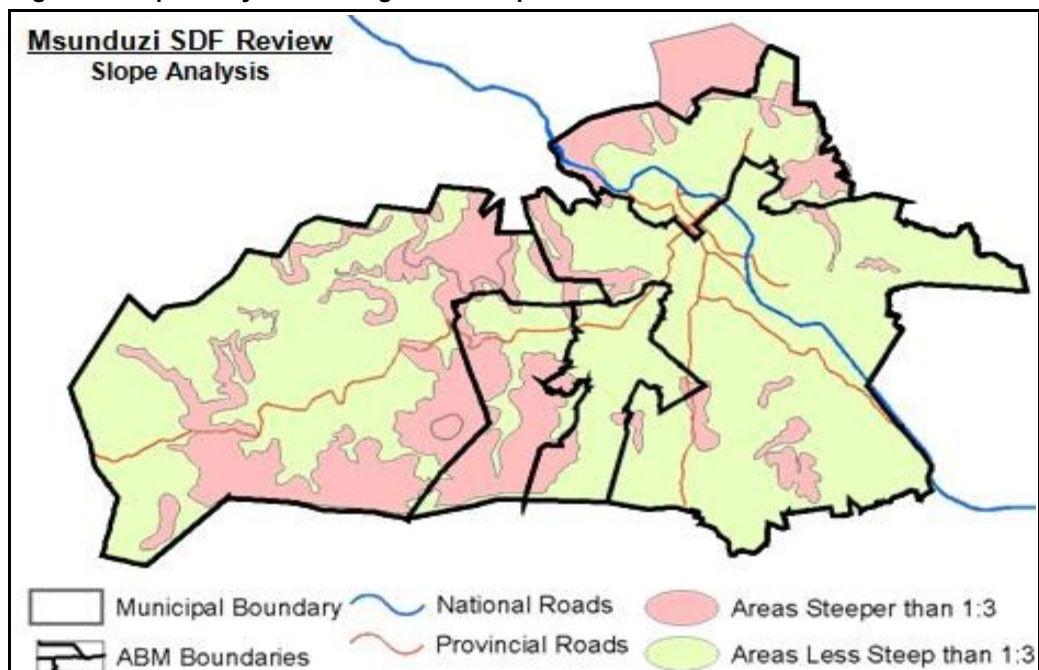 Msunduzi SDF Review
Slope Analysis
Municipal Boundary
National Roads
Areas Steeper than 1:3
ABM Boundaries
Provincial Roads
Areas Less Steep than 1:3